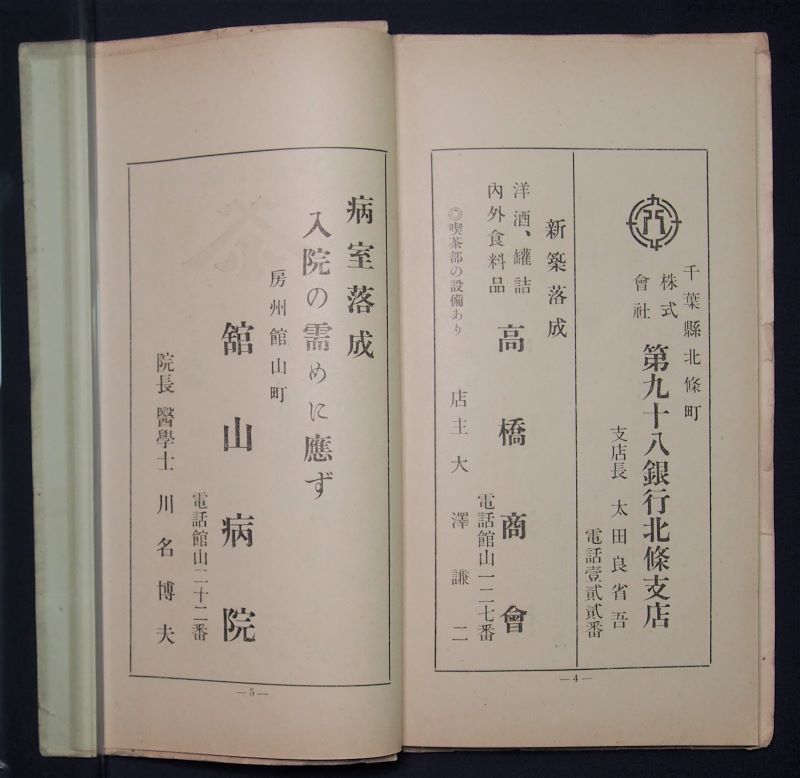 千葉縣北條町
株式會社
第九十八銀行北條支店
支店長 太田良省吾
電話壹貳貳番
新築落成
洋酒、罐詰
內外食料品
高橋商會
電話館山一二七番
◎喫茶部の設備あり
店主 大澤謙二
—4—
病室落成
入院の需めに應ず
房州館山町
舘山病院
電話館山二十二番
院長 醫學士 川名博夫
—5—